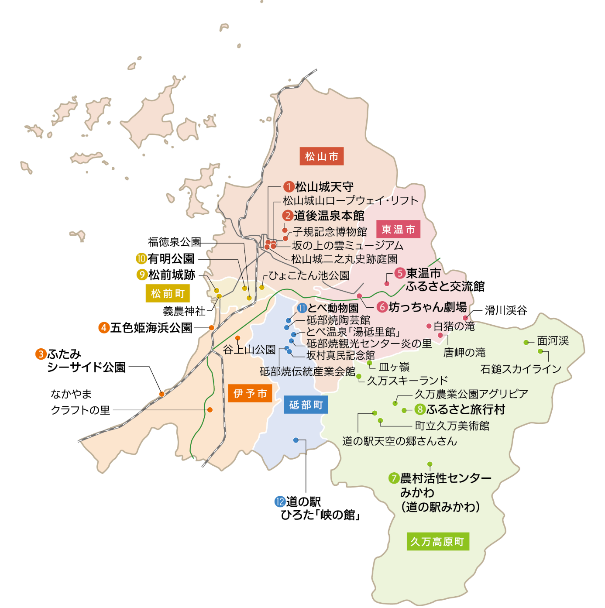 松山市
❶松山城天守
松山城山ロープウェイ・リフト
❷道後温泉本館
子規記念博物館
坂の上の雲ミュージアム
松山城二之丸史跡庭園
東温市
福徳泉公園
❿有明公園
❾松前城跡
ひょこたん池公園
松前町
義農神社
❺東温市
ふるさと交流館
❻坊っちゃん劇場
滑川渓谷
白猪の滝
唐岬の滝
面河渓
石鎚スカイライン
❹五色姫海浜公園
❸ふたみ
シーサイド公園
谷上山公園
なかやま
クラフトの里
伊予市
⓫とべ動物園
砥部焼陶芸館
とべ温泉「湯砥里館」
砥部焼観光センター炎の里
坂村真民記念館
砥部焼伝統産業会館
砥部町
皿ヶ嶺
久万スキーランド
久万農業公園アグリピア
❽ふるさと旅行村
町立久万美術館
道の駅天空の郷さんさん
❼農村活性センター
みかわ
（道の駅みかわ）
⓬道の駅
ひろた「峡の館」
久万高原町